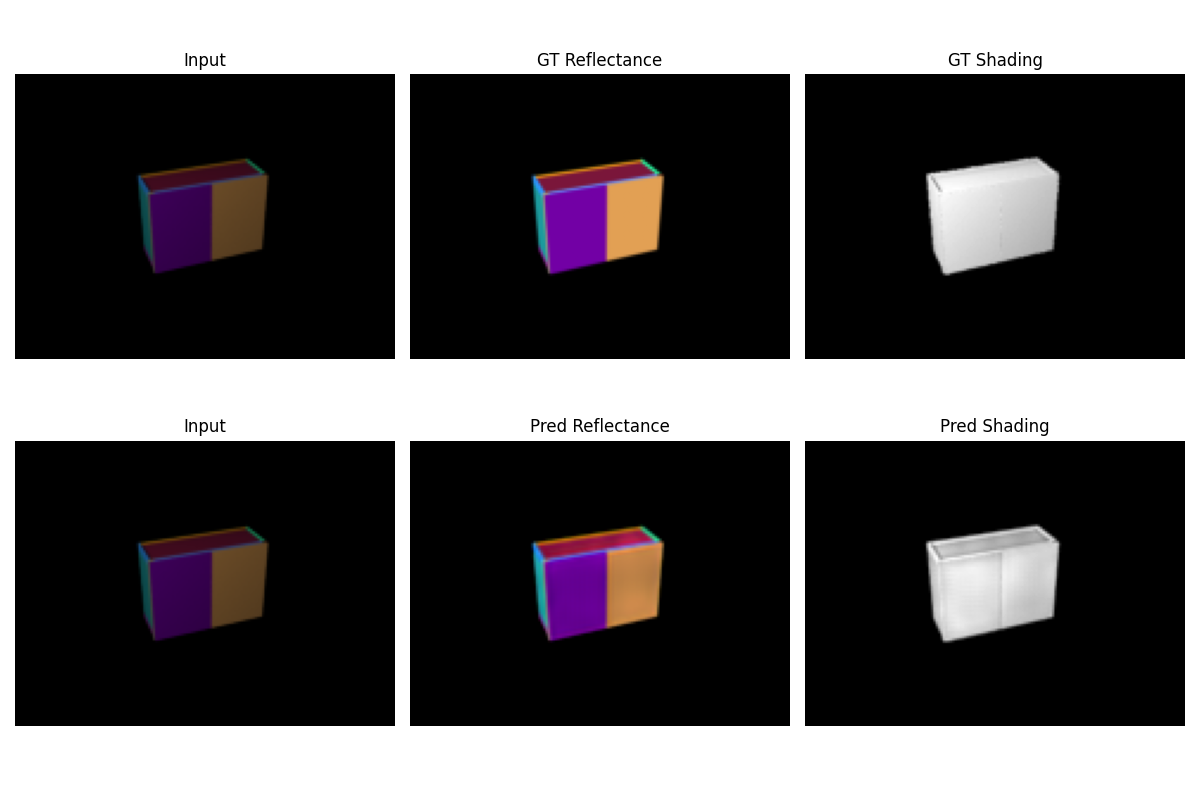 Input
GT Reflectance
GT Shading
Input
Pred Reflectance
Pred Shading